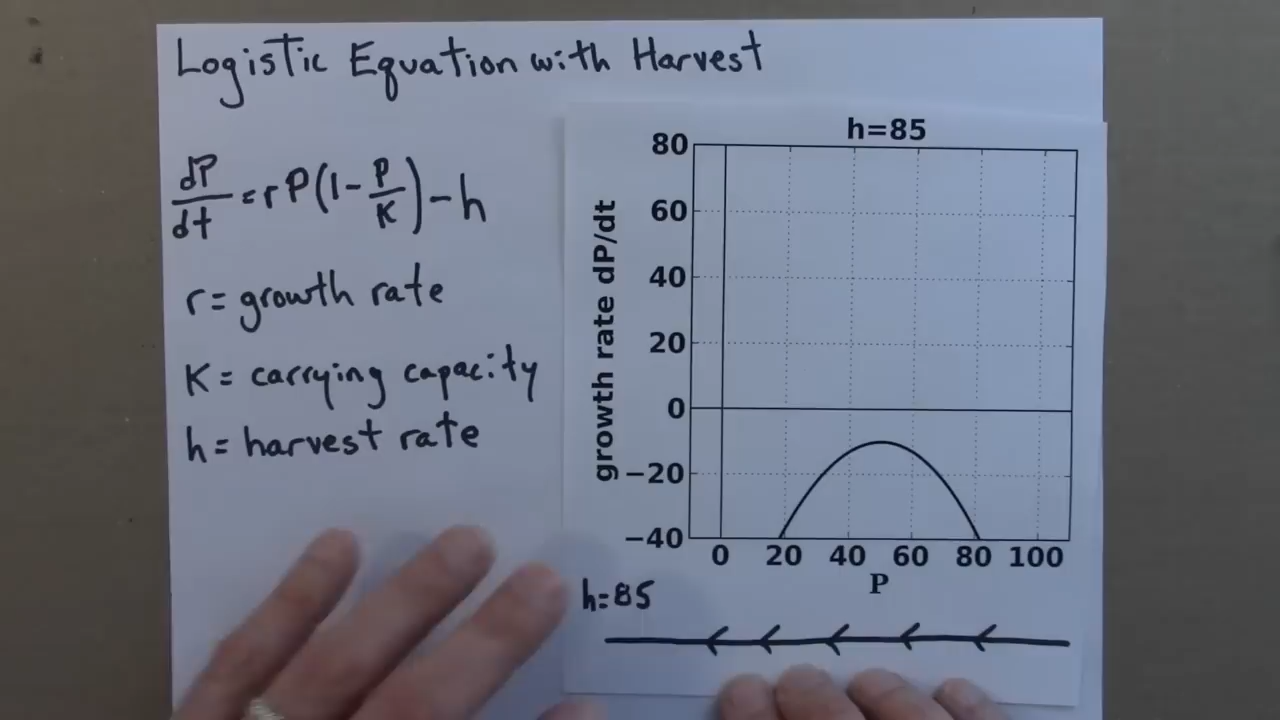 Logistic Equation with Harvest
dP/dt = rP(1 - P/K) - h
r = growth rate
K = carrying capacity
h = harvest rate
h=85
growth rate dP/dt
80
60
40
20
0
−20
−40
0 20 40 60 80 100
P
h=85